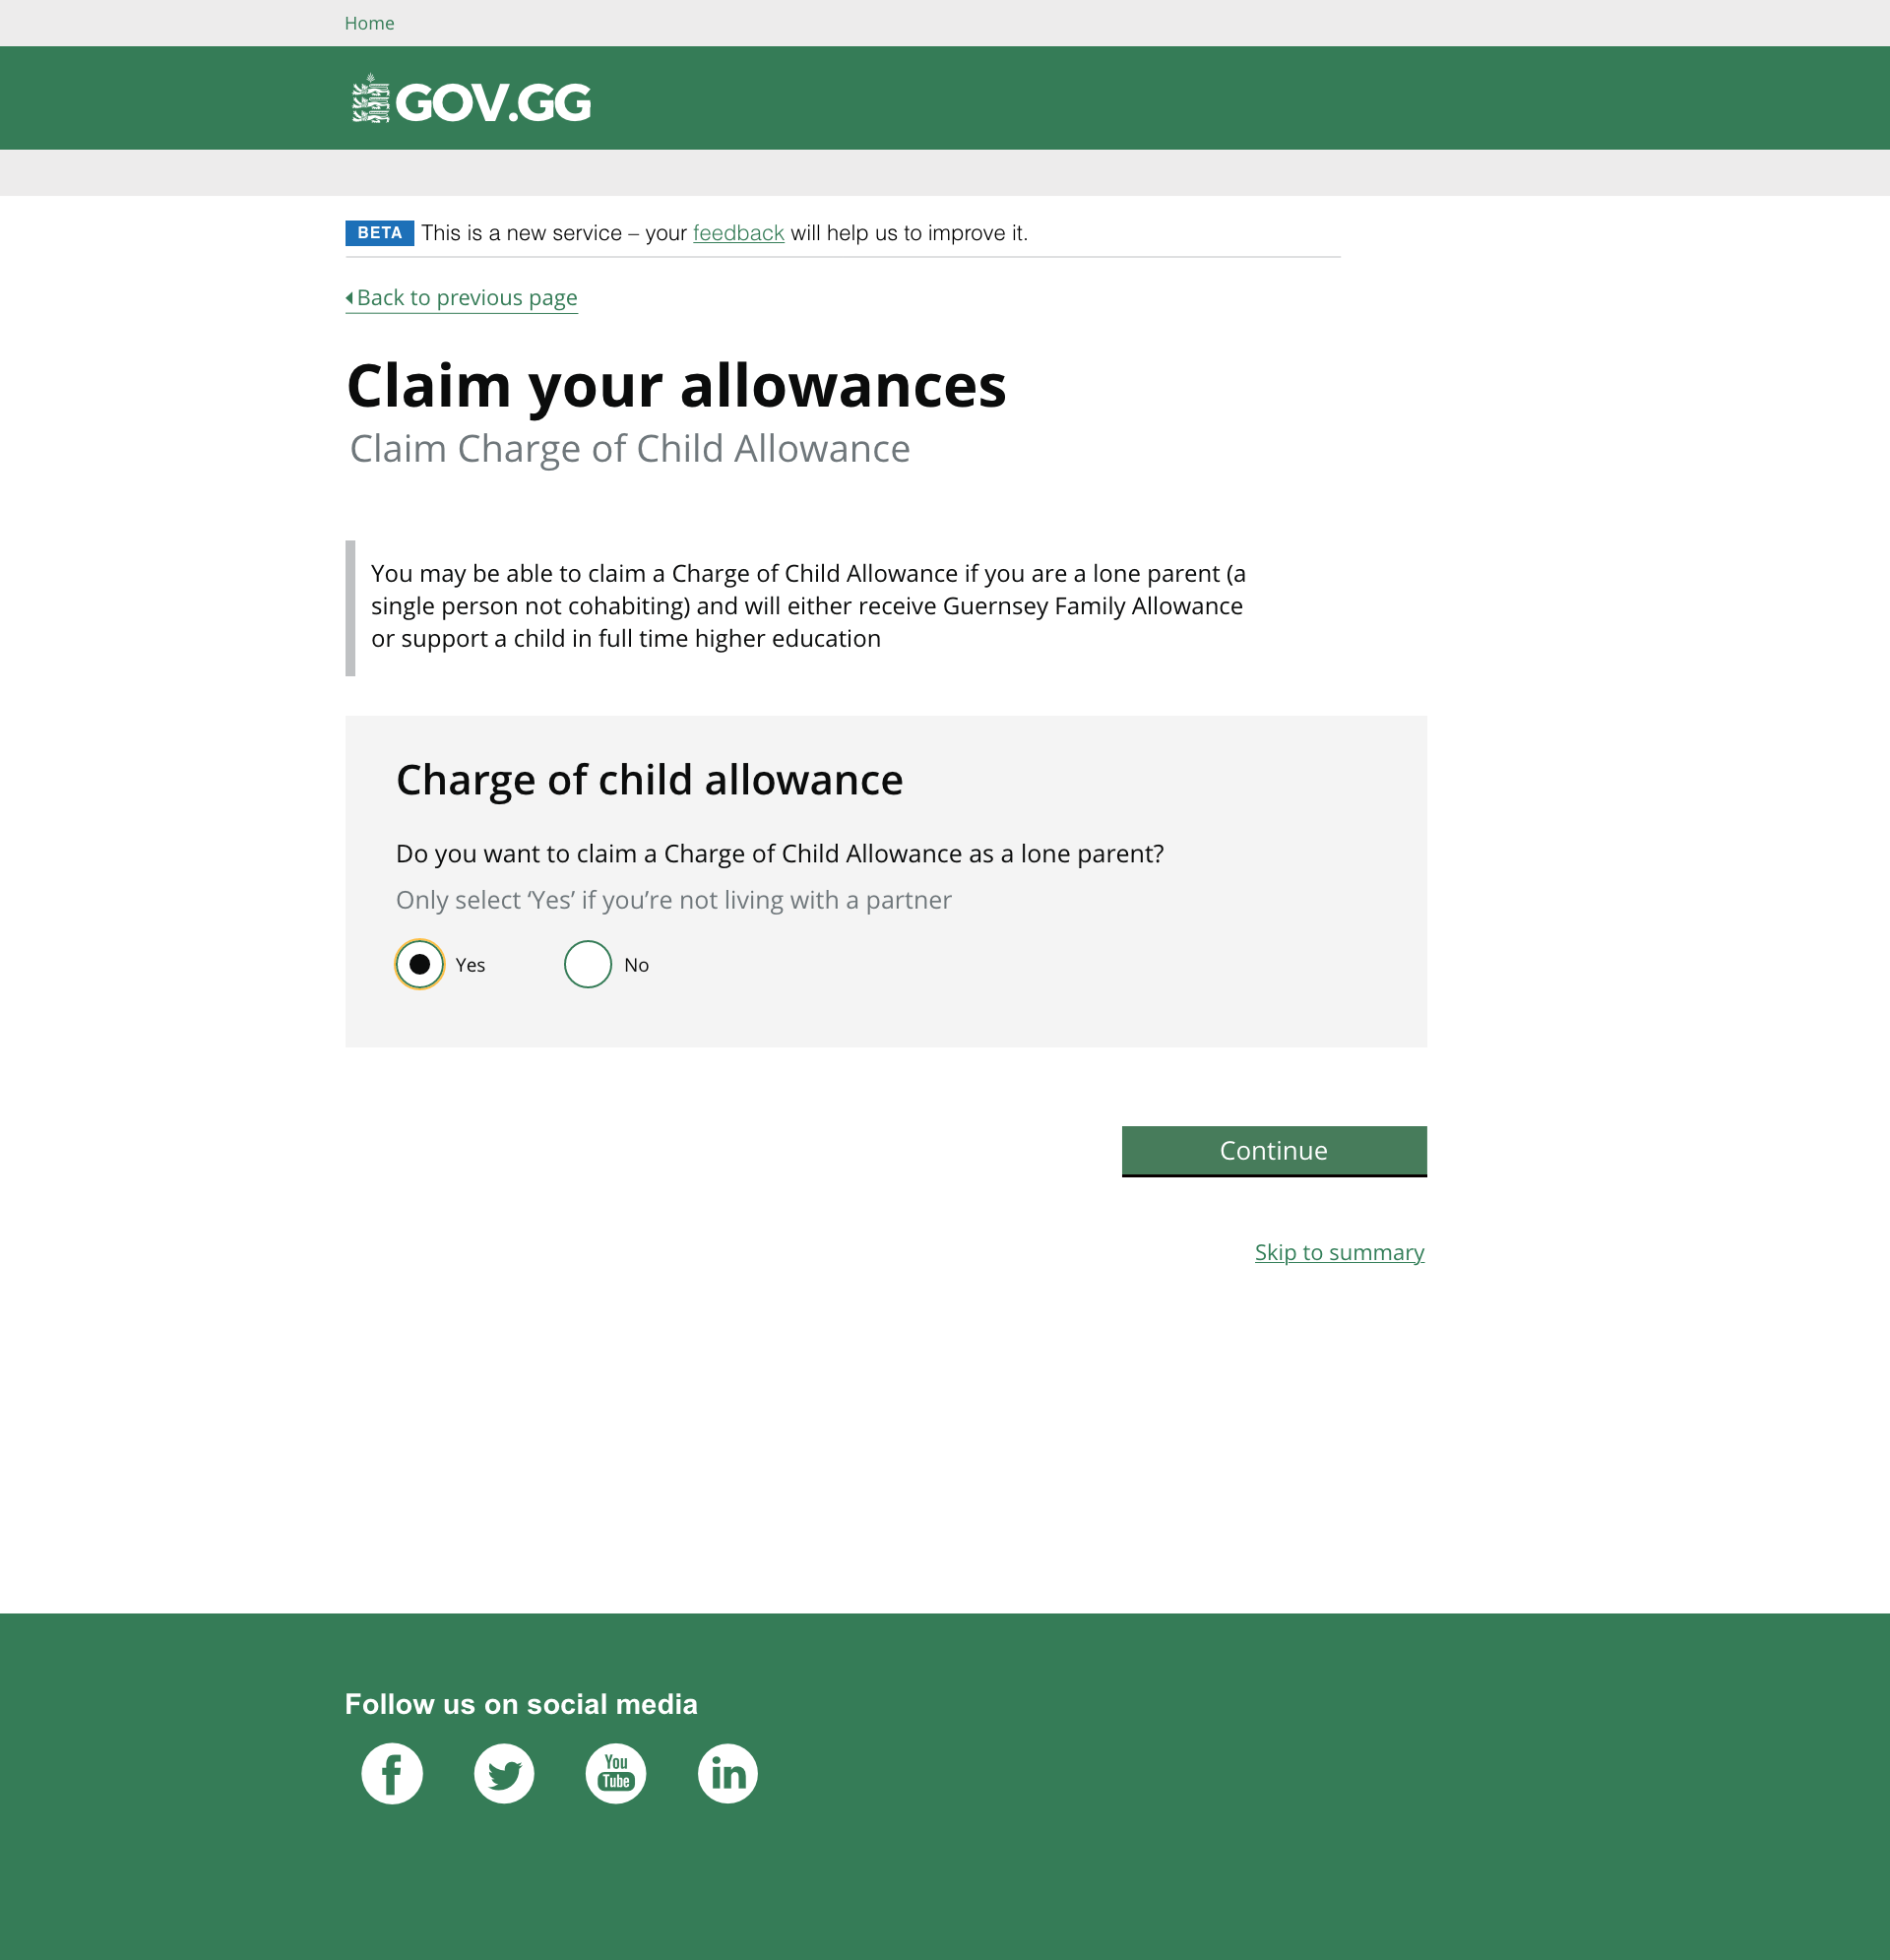 Home
GOV.GG
BETA This is a new service – your feedback will help us to improve it.
Back to previous page
Claim your allowances
Claim Charge of Child Allowance
You may be able to claim a Charge of Child Allowance if you are a lone parent (a
single person not cohabiting) and will either receive Guernsey Family Allowance
or support a child in full time higher education
Charge of child allowance
Do you want to claim a Charge of Child Allowance as a lone parent?
Only select ‘Yes’ if you’re not living with a partner
Yes No
Continue
Skip to summary
Follow us on social media
f You Tube in